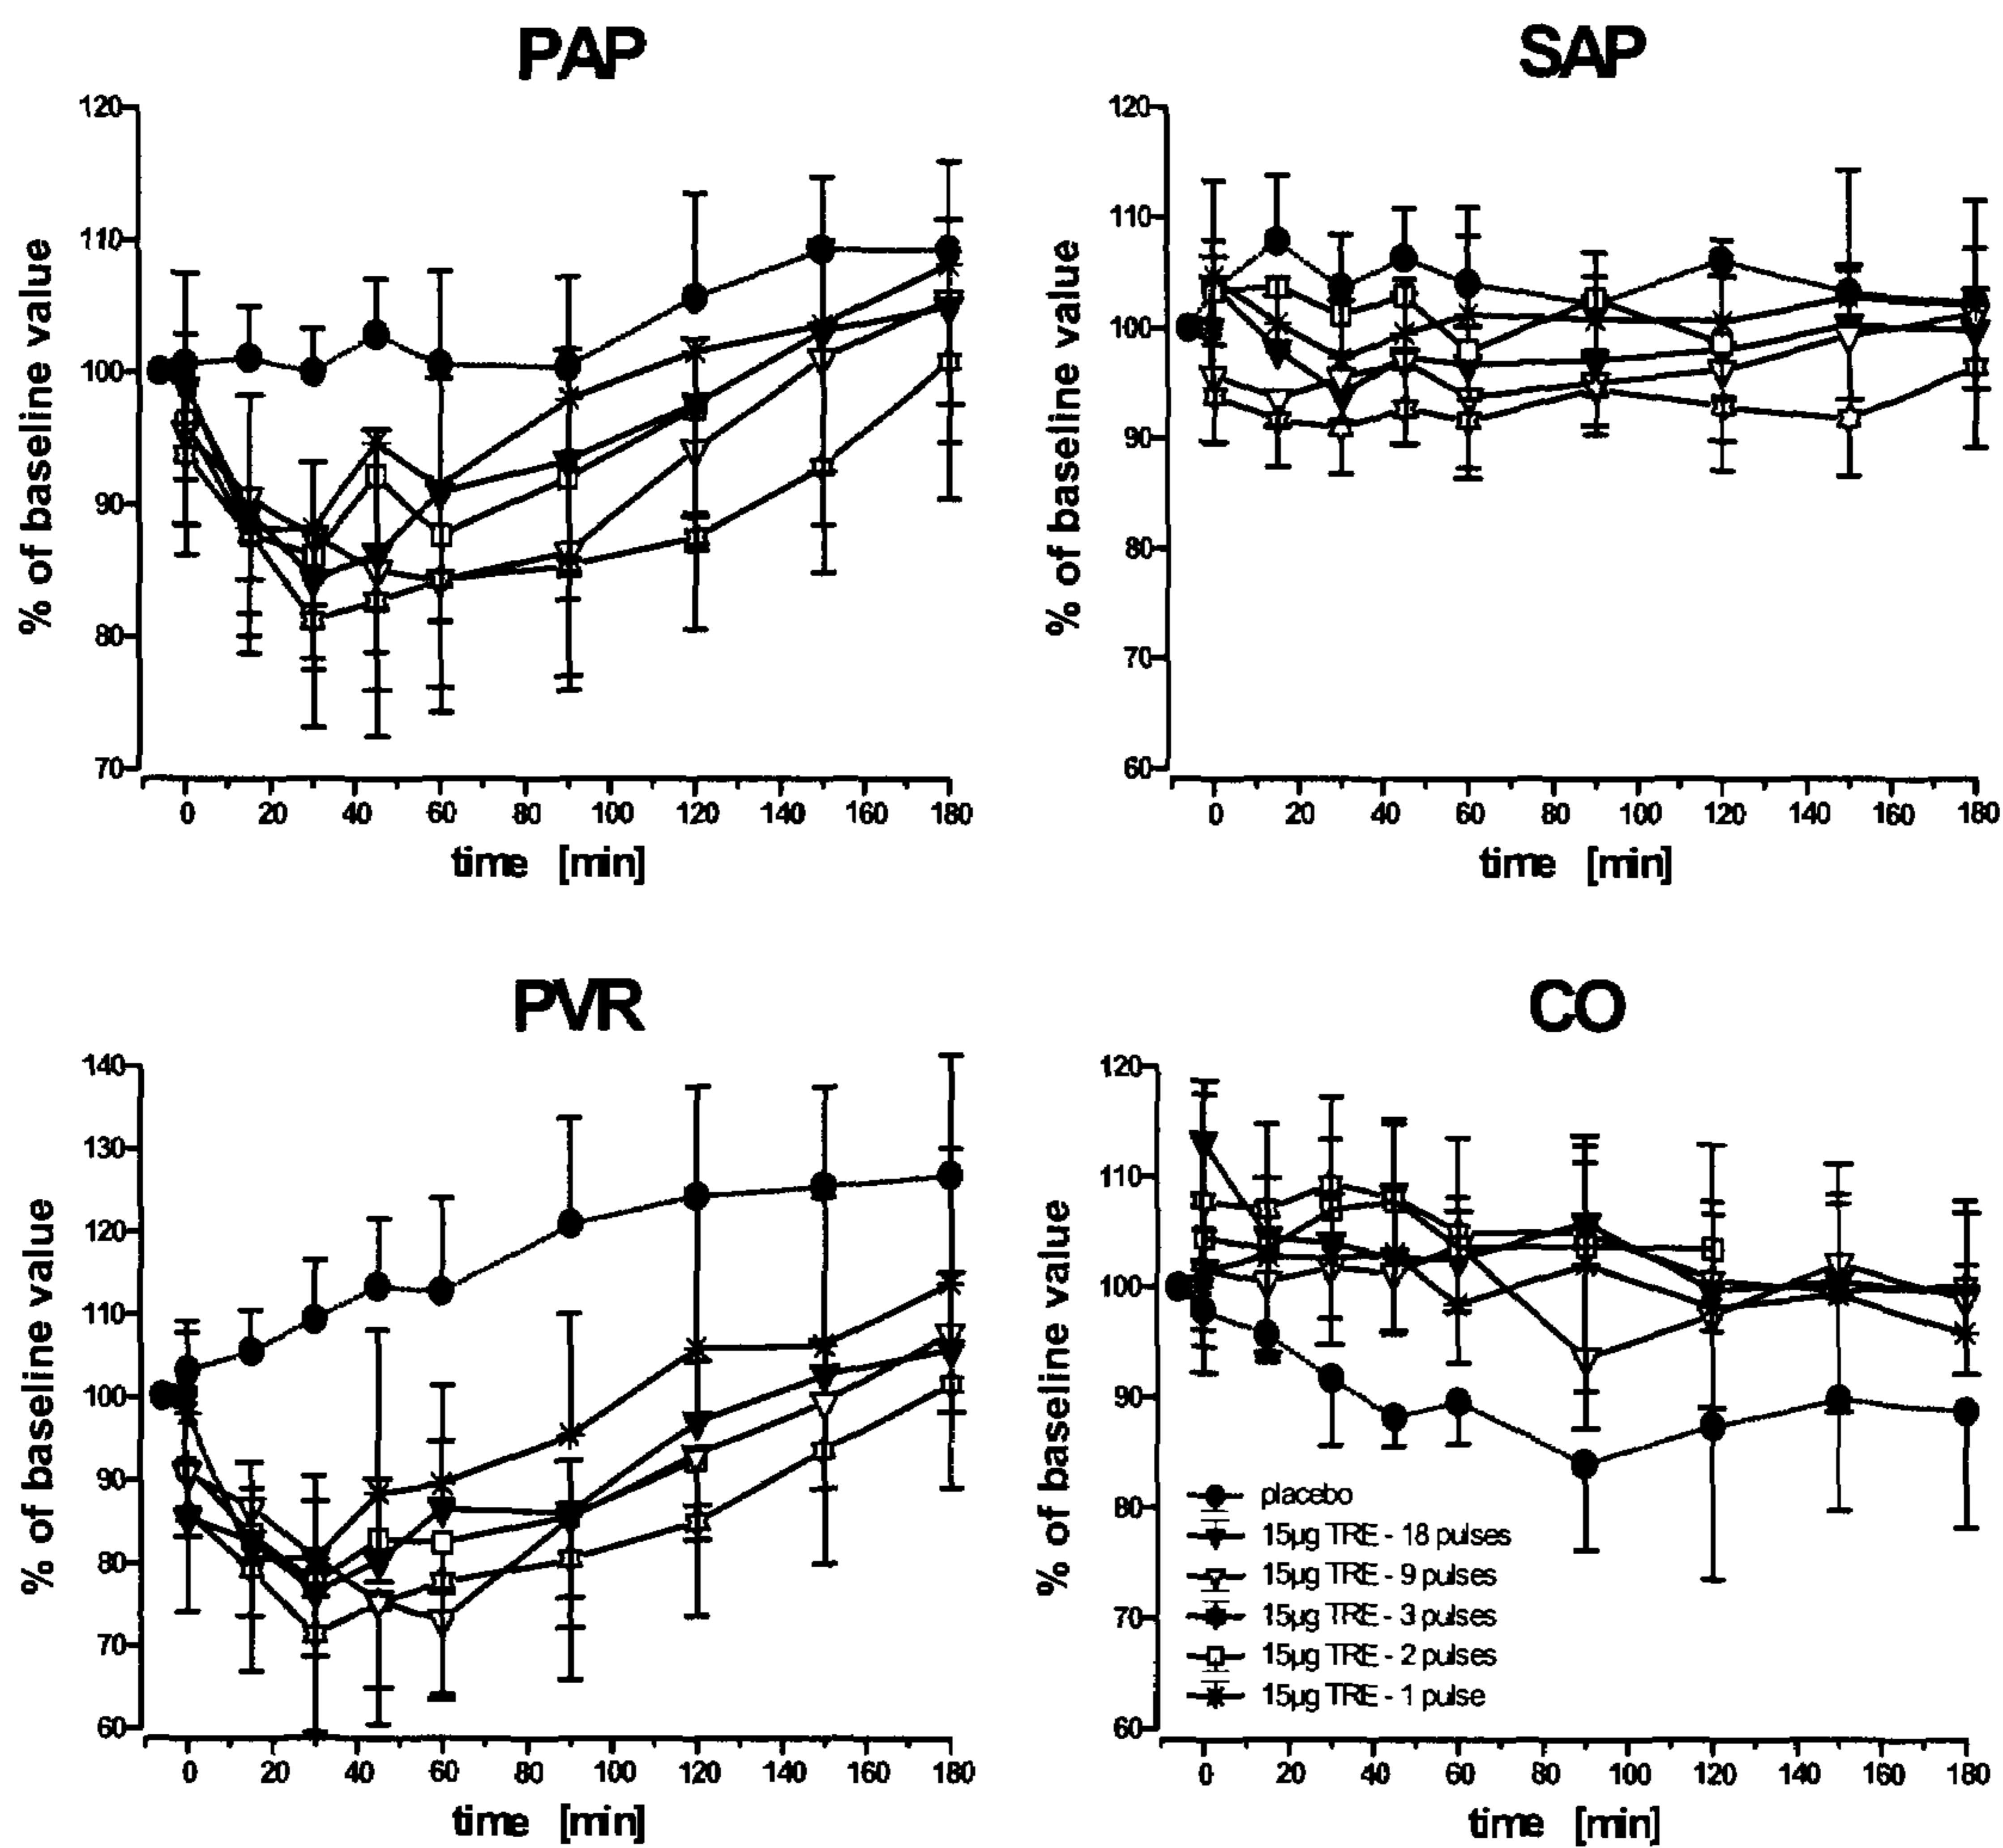 PAP
120
110
100
90
80
70
% of baseline value
0 20 40 60 80 100 120 140 160 180
time [min]
SAP
120
110
100
90
80
70
60
% of baseline value
0 20 40 60 80 100 120 140 160 180
time [min]
PVR
140
130
120
110
100
90
80
70
60
% of baseline value
0 20 40 60 80 100 120 140 160 180
time [min]
CO
120
110
100
90
80
70
60
% of baseline value
placebo
15µg TRE - 18 pulses
15µg TRE - 9 pulses
15µg TRE - 3 pulses
15µg TRE - 2 pulses
15µg TRE - 1 pulse
0 20 40 60 80 100 120 140 160 180
time [min]